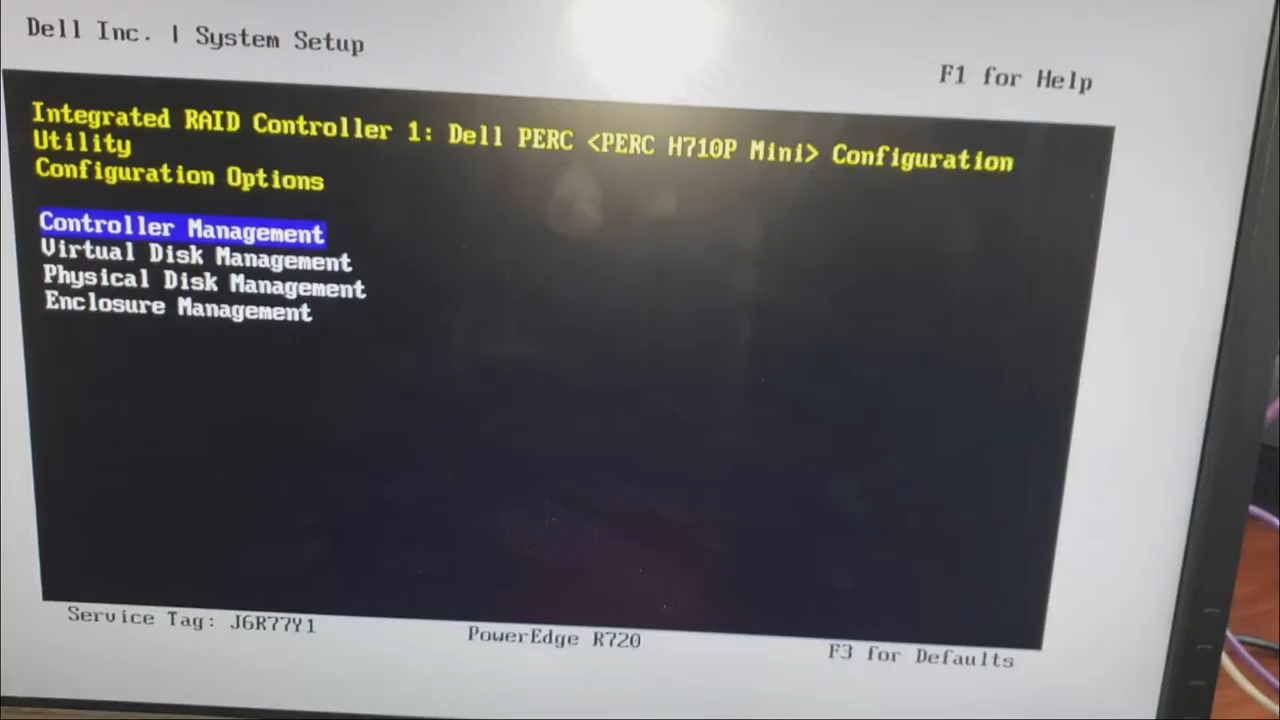 Dell Inc. | System Setup
F1 for Help
Integrated RAID Controller 1: Dell PERC <PERC H710P Mini> Configuration
Utility
Configuration Options
Controller Management
Virtual Disk Management
Physical Disk Management
Enclosure Management
Service Tag: J6R77Y1
PowerEdge R720
F3 for Defaults